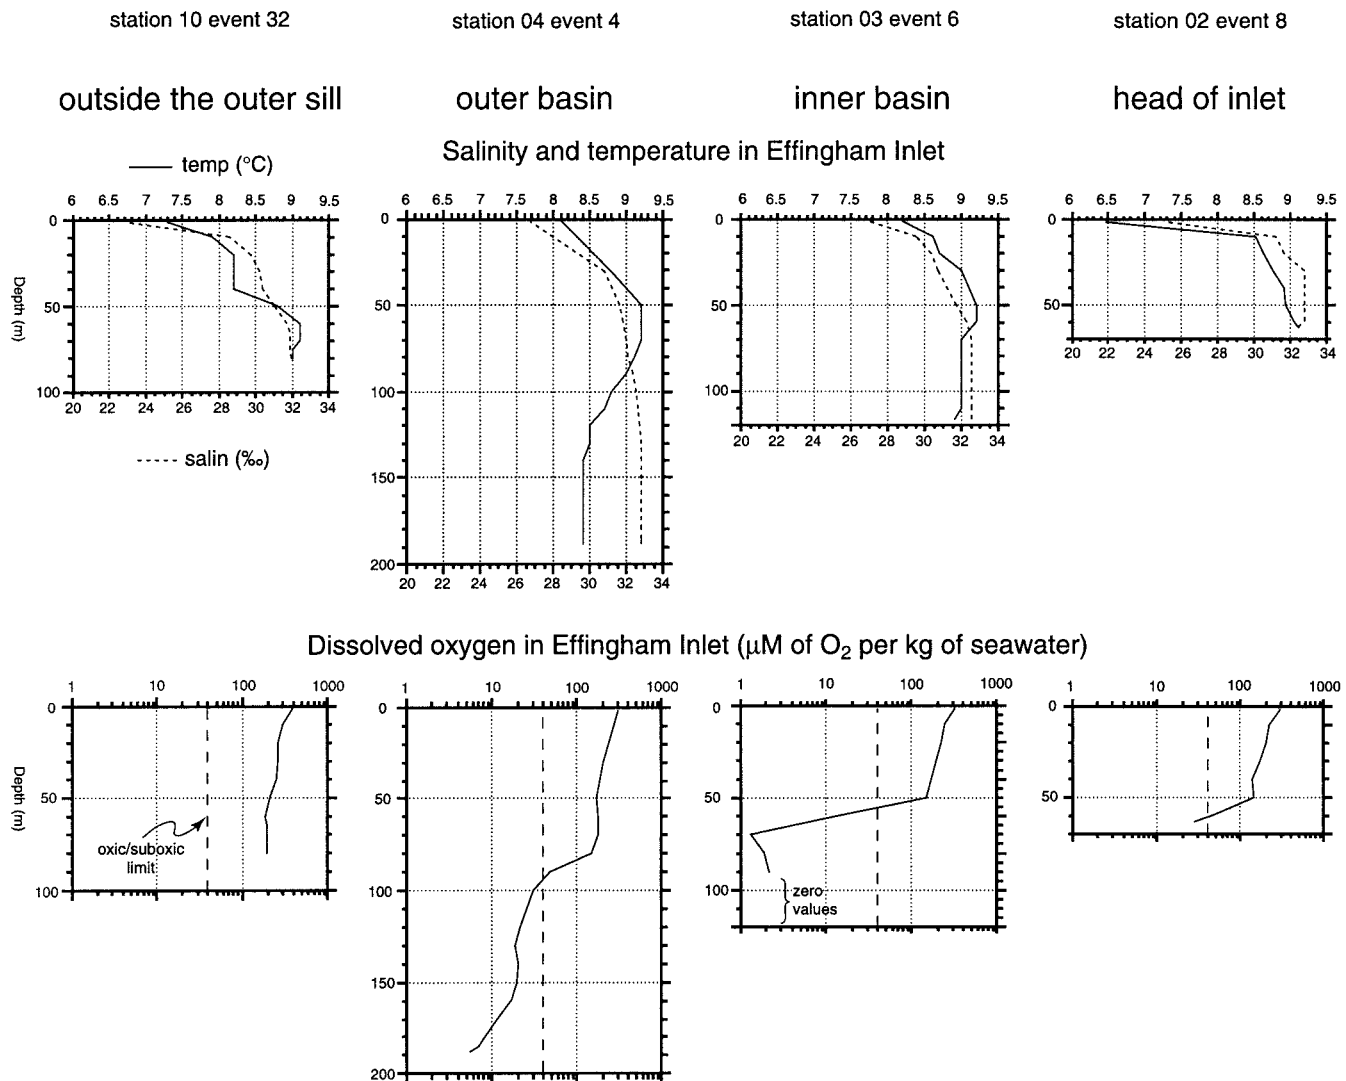 station 10 event 32
station 04 event 4
station 03 event 6
station 02 event 8
outside the outer sill
outer basin
inner basin
head of inlet
Salinity and temperature in Effingham Inlet
temp (°C)
6 6.5 7 7.5 8 8.5 9 9.5
0
50
100
Depth (m)
20 22 24 26 28 30 32 34
salin (‰)
6 6.5 7 7.5 8 8.5 9 9.5
0
50
100
150
200
20 22 24 26 28 30 32 34
6 6.5 7 7.5 8 8.5 9 9.5
0
50
100
20 22 24 26 28 30 32 34
6 6.5 7 7.5 8 8.5 9 9.5
0
50
20 22 24 26 28 30 32 34
Dissolved oxygen in Effingham Inlet (μM of O₂ per kg of seawater)
1 10 100 1000
0
50
100
Depth (m)
oxic/suboxic
limit
1 10 100 1000
0
50
100
150
200
1 10 100 1000
0
50
100
zero
values
1 10 100 1000
0
50